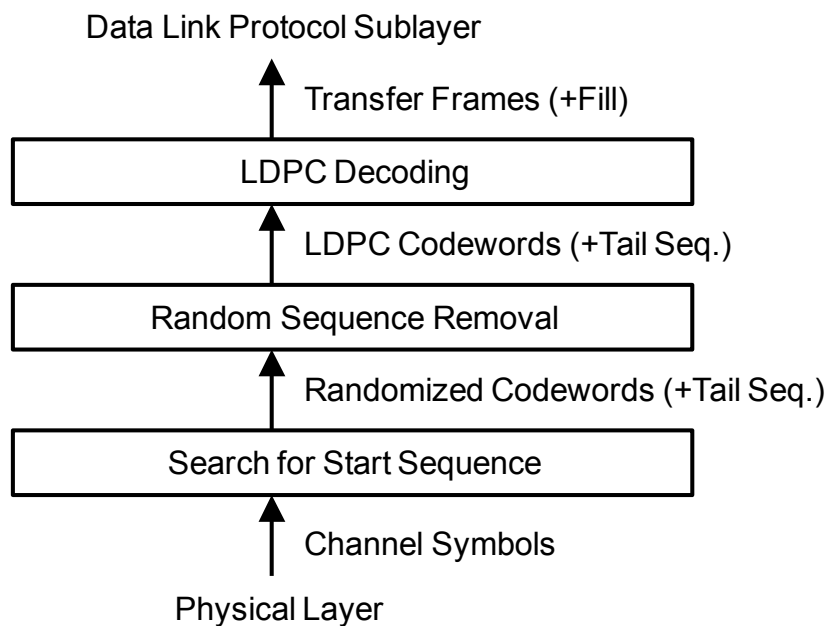 Data Link Protocol Sublayer
Transfer Frames (+Fill)
LDPC Decoding
LDPC Codewords (+Tail Seq.)
Random Sequence Removal
Randomized Codewords (+Tail Seq.)
Search for Start Sequence
Channel Symbols
Physical Layer